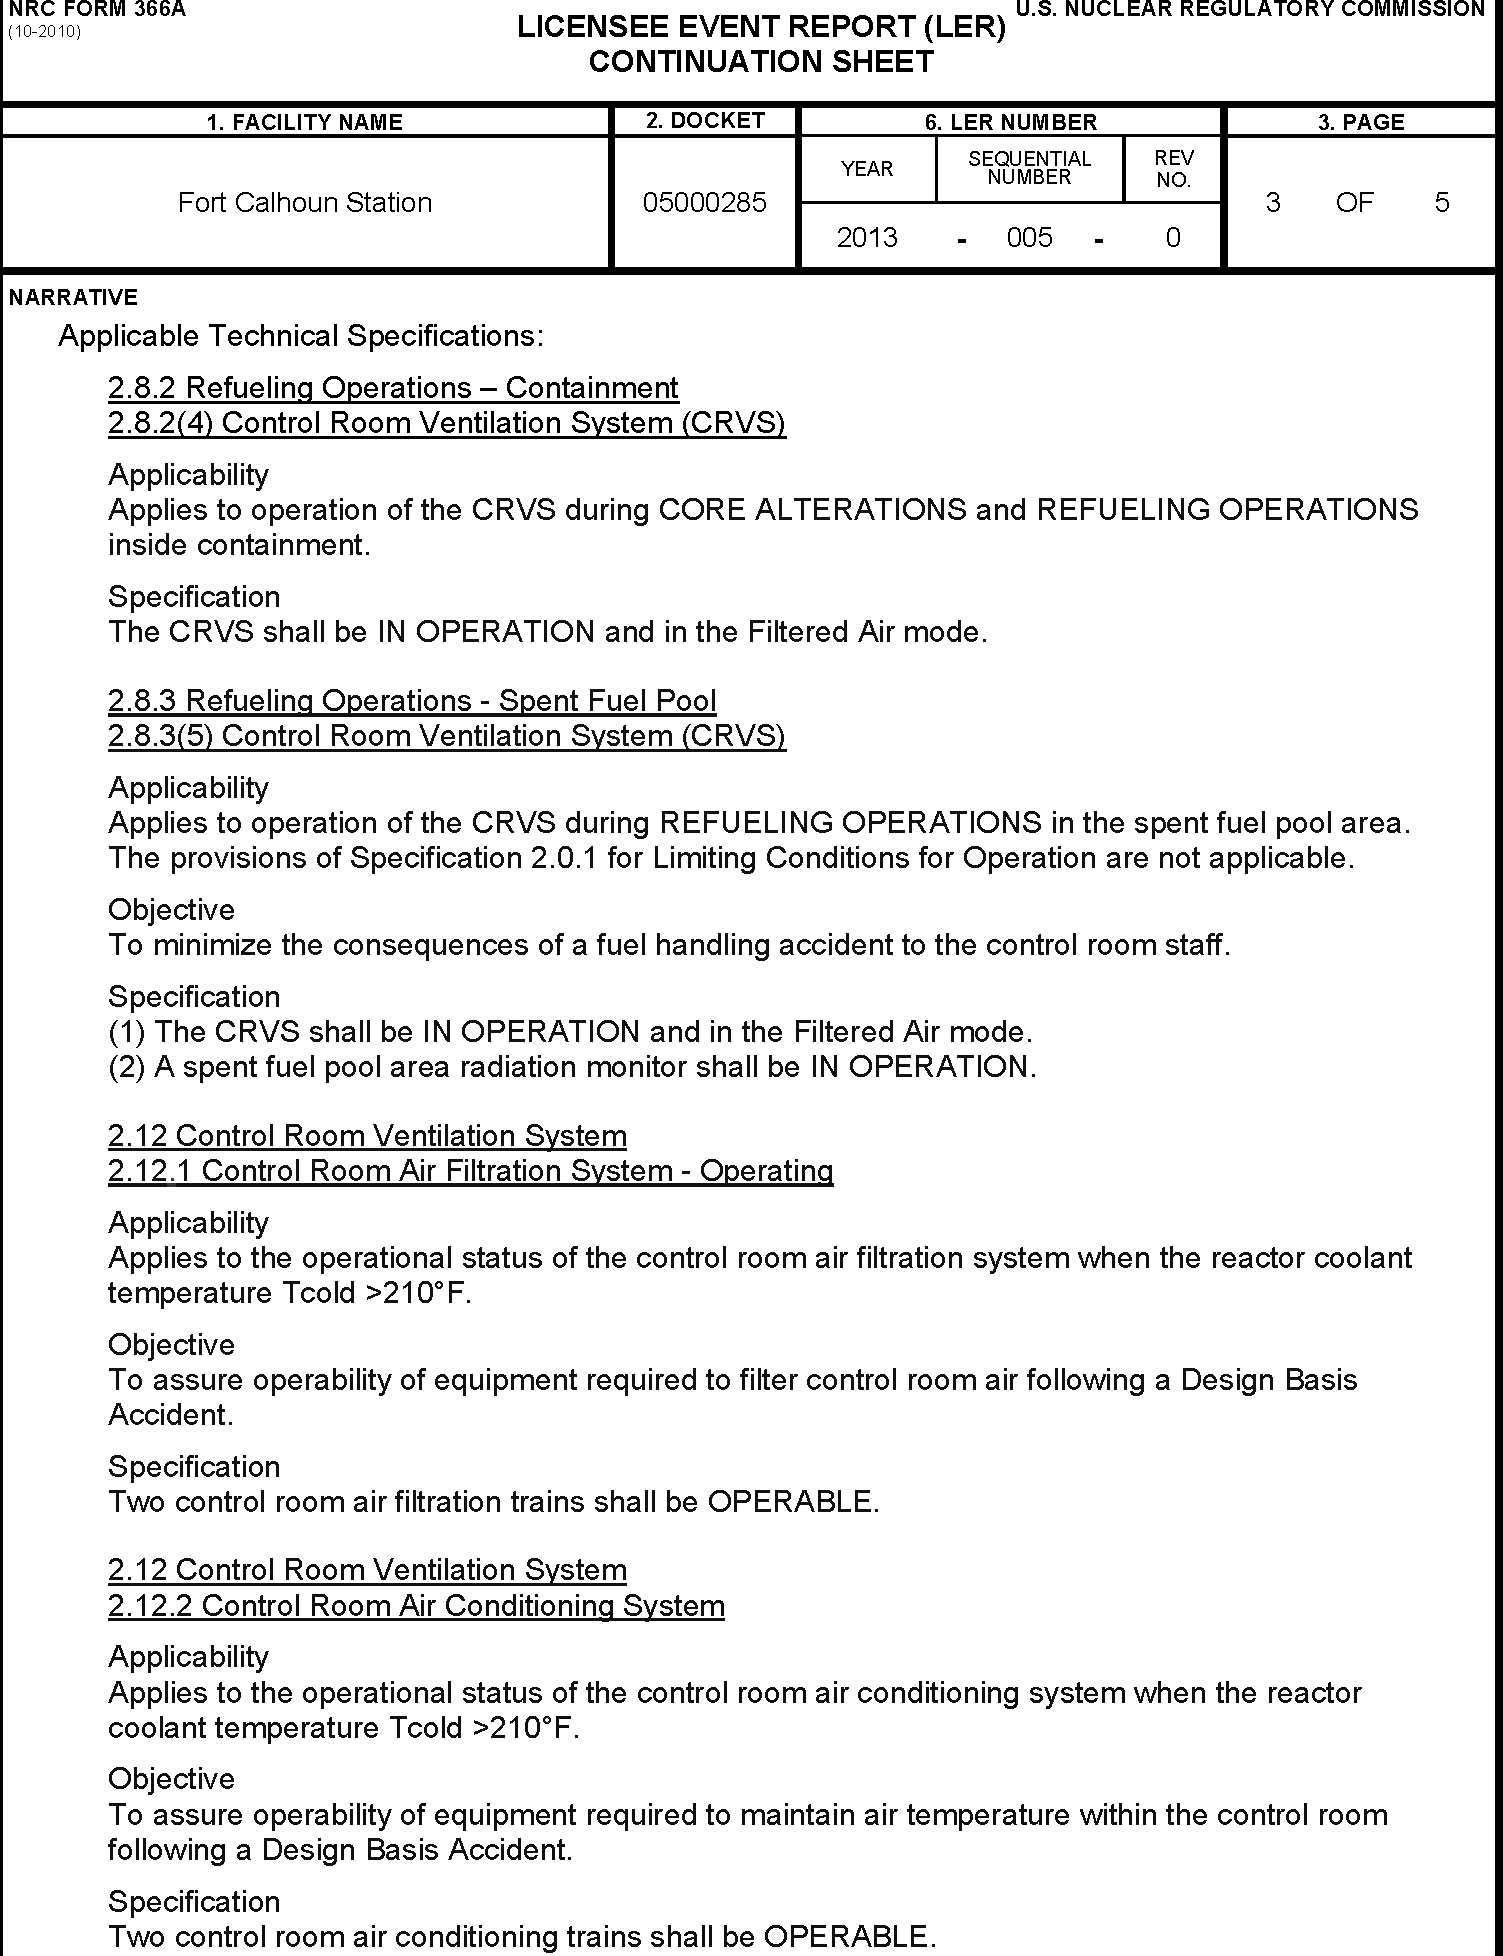 NRC FORM 366A
(10-2010)
U.S. NUCLEAR REGULATORY COMMISSION
LICENSEE EVENT REPORT (LER)
CONTINUATION SHEET
1. FACILITY NAME
2. DOCKET
6. LER NUMBER
3. PAGE
Fort Calhoun Station
05000285
YEAR
SEQUENTIAL
NUMBER
REV
NO.
3 OF 5
2013 - 005 - 0
NARRATIVE
Applicable Technical Specifications:
2.8.2 Refueling Operations – Containment
2.8.2(4) Control Room Ventilation System (CRVS)
Applicability
Applies to operation of the CRVS during CORE ALTERATIONS and REFUELING OPERATIONS
inside containment.
Specification
The CRVS shall be IN OPERATION and in the Filtered Air mode.
2.8.3 Refueling Operations - Spent Fuel Pool
2.8.3(5) Control Room Ventilation System (CRVS)
Applicability
Applies to operation of the CRVS during REFUELING OPERATIONS in the spent fuel pool area.
The provisions of Specification 2.0.1 for Limiting Conditions for Operation are not applicable.
Objective
To minimize the consequences of a fuel handling accident to the control room staff.
Specification
(1) The CRVS shall be IN OPERATION and in the Filtered Air mode.
(2) A spent fuel pool area radiation monitor shall be IN OPERATION.
2.12 Control Room Ventilation System
2.12.1 Control Room Air Filtration System - Operating
Applicability
Applies to the operational status of the control room air filtration system when the reactor coolant
temperature Tcold >210°F.
Objective
To assure operability of equipment required to filter control room air following a Design Basis
Accident.
Specification
Two control room air filtration trains shall be OPERABLE.
2.12 Control Room Ventilation System
2.12.2 Control Room Air Conditioning System
Applicability
Applies to the operational status of the control room air conditioning system when the reactor
coolant temperature Tcold >210°F.
Objective
To assure operability of equipment required to maintain air temperature within the control room
following a Design Basis Accident.
Specification
Two control room air conditioning trains shall be OPERABLE.